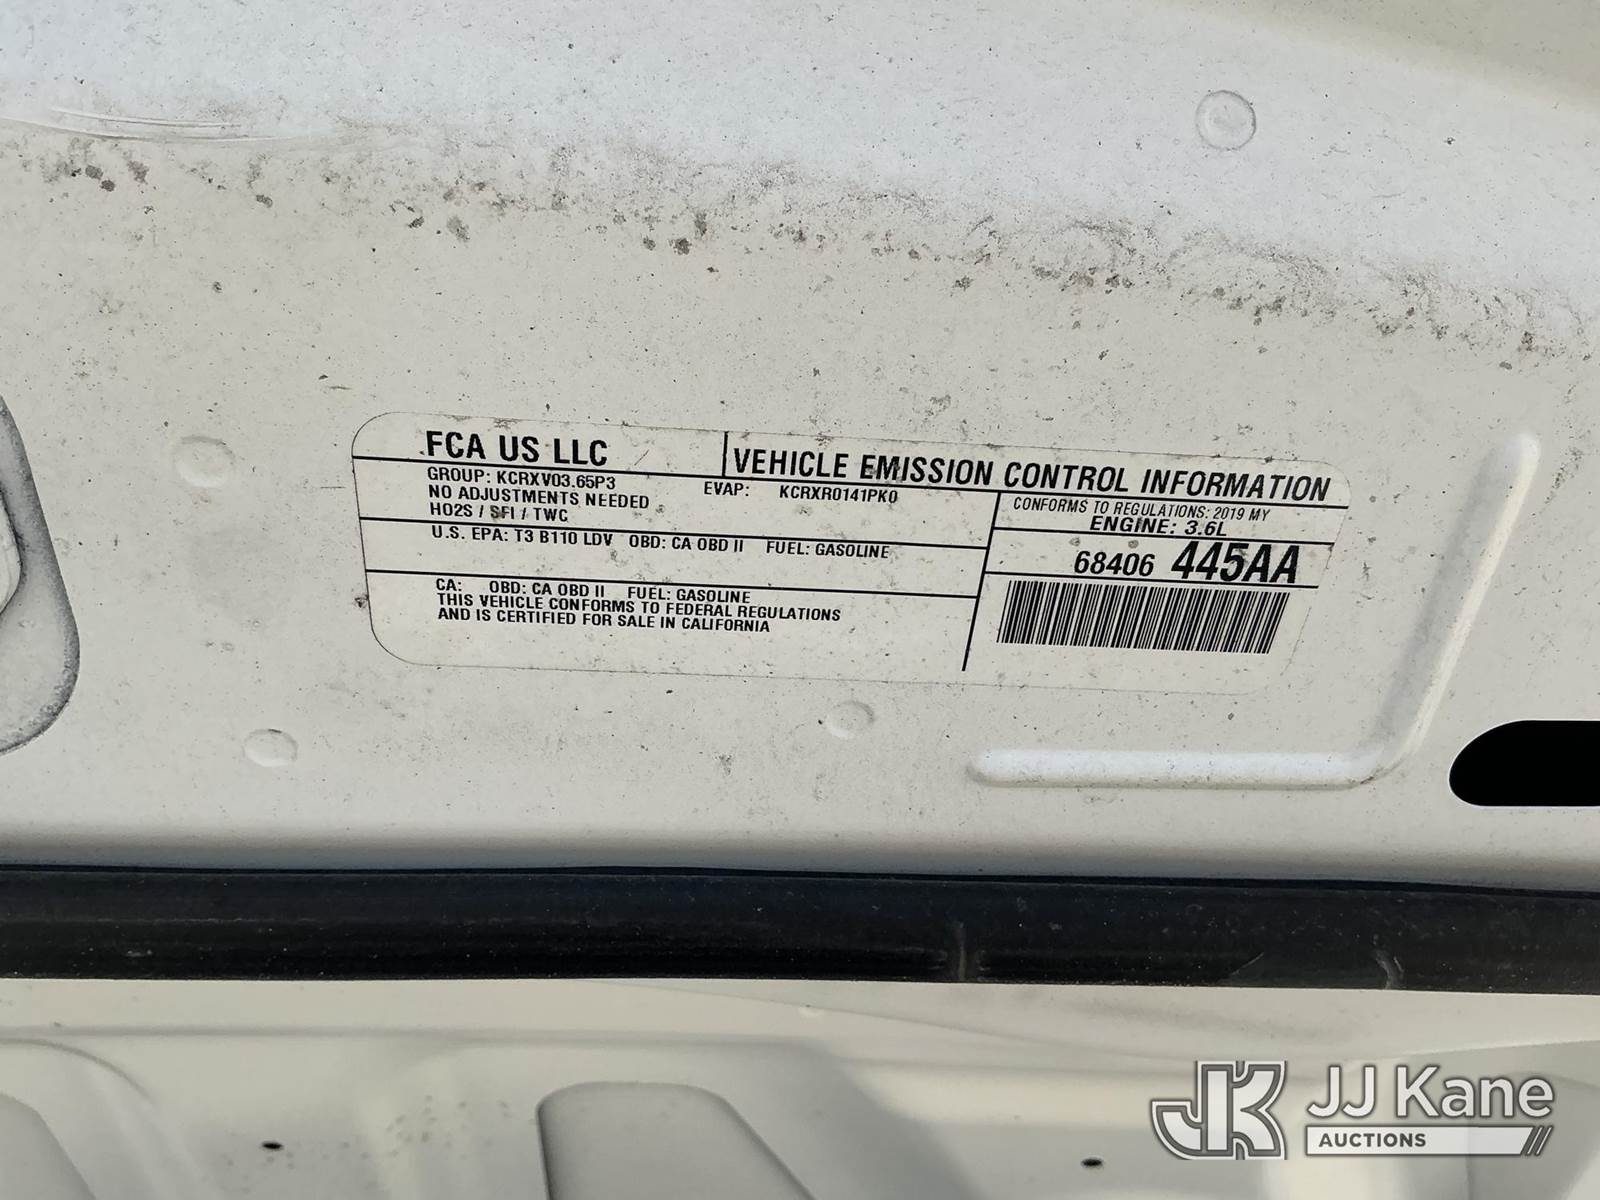 FCA US LLC
VEHICLE EMISSION CONTROL INFORMATION
GROUP: KCRXV03.65P3
EVAP: KCRXR0141PK0
NO ADJUSTMENTS NEEDED
HO2S / SFI / TWC
CONFORMS TO REGULATIONS: 2019 MY
ENGINE: 3.6L
U.S. EPA: T3 B110 LDV OBD: CA OBD II FUEL: GASOLINE
68406 445AA
CA: OBD: CA OBD II FUEL: GASOLINE
THIS VEHICLE CONFORMS TO FEDERAL REGULATIONS
AND IS CERTIFIED FOR SALE IN CALIFORNIA
JK JJ Kane
AUCTIONS